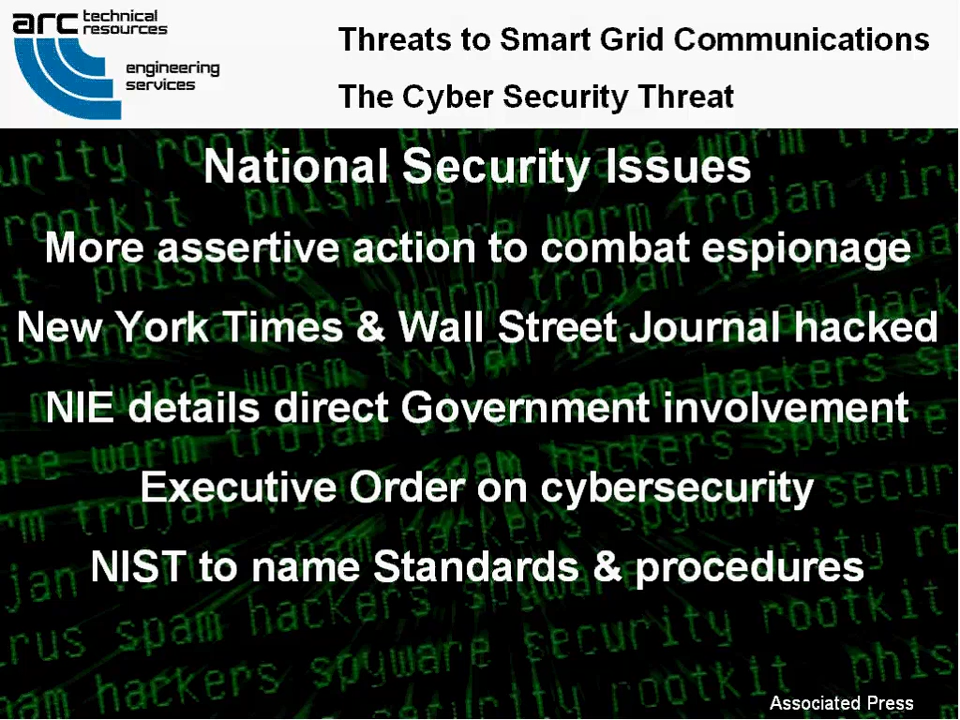 arc technical resources
engineering services
Threats to Smart Grid Communications
The Cyber Security Threat
National Security Issues
More assertive action to combat espionage
New York Times & Wall Street Journal hacked
NIE details direct Government involvement
Executive Order on cybersecurity
NIST to name Standards & procedures
Associated Press